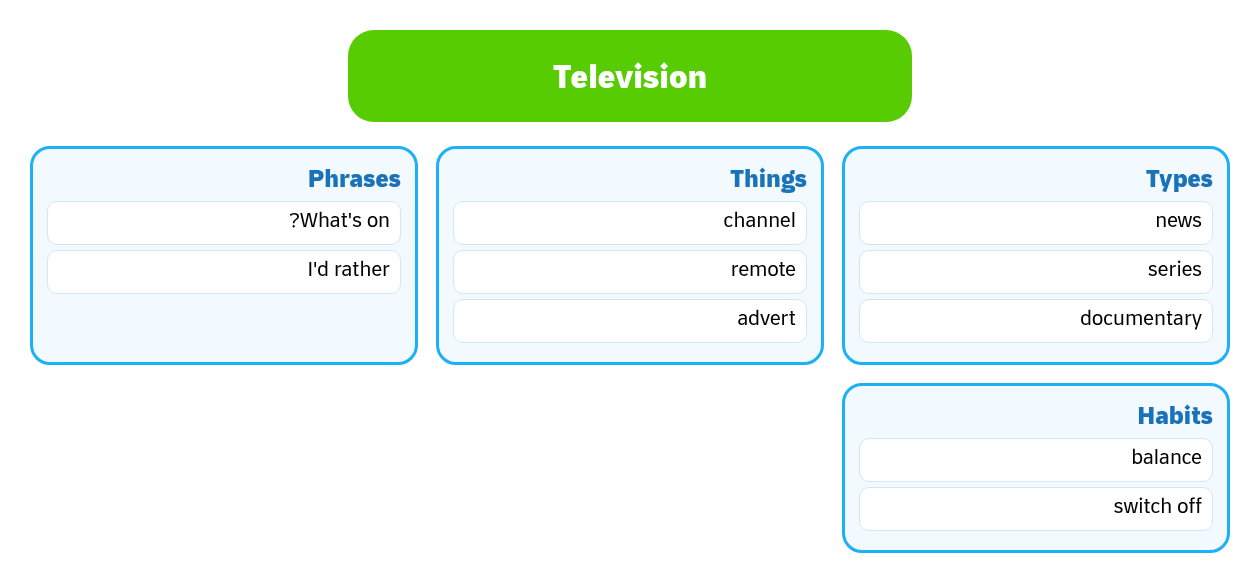 Television
Types
news
series
documentary
Things
channel
remote
advert
Phrases
?What's on
I'd rather
Habits
balance
switch off